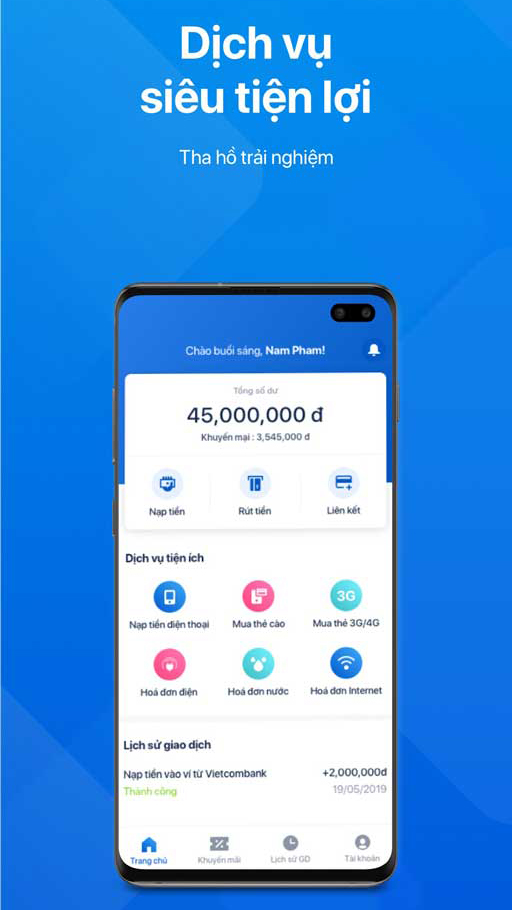 Dịch vụ
siêu tiện lợi
Tha hồ trải nghiệm
Chào buổi sáng, Nam Pham!
Tổng số dư
45,000,000 đ
Khuyến mại : 3,545,000 đ
Nạp tiền
Rút tiền
Liên kết
Dịch vụ tiện ích
3G
Nạp tiền điện thoại
Mua thẻ cào
Mua thẻ 3G/4G
Hoá đơn điện
Hoá đơn nước
Hoá đơn Internet
Lịch sử giao dịch
Nạp tiền vào ví từ Vietcombank +2,000,000đ
Thành công 19/05/2019
Trang chủ
Khuyến mãi
Lịch sử GD
Tài khoản